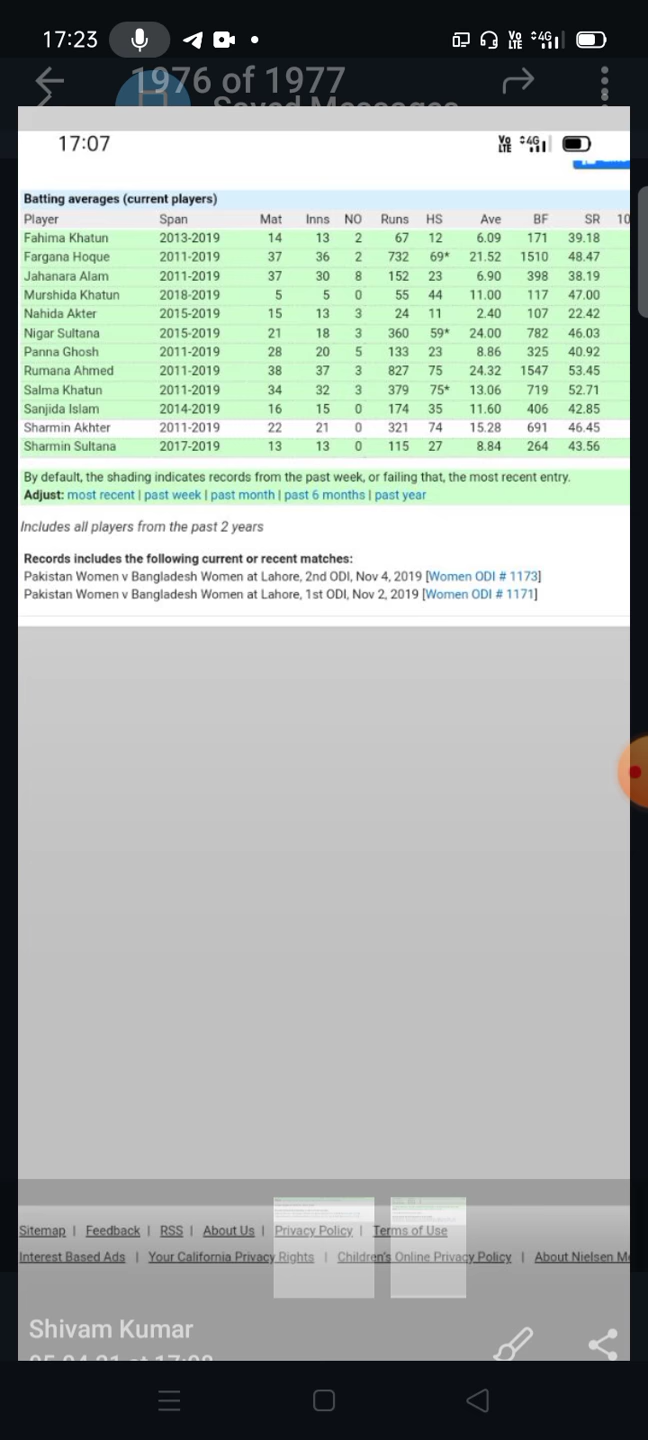 17:23
1976 of 1977
Saved Messages
17:07
Batting averages (current players)
Player Span Mat Inns NO Runs HS Ave BF SR 10
Fahima Khatun 2013-2019 14 13 2 67 12 6.09 171 39.18
Fargana Hoque 2011-2019 37 36 2 732 69* 21.52 1510 48.47
Jahanara Alam 2011-2019 37 30 8 152 23 6.90 398 38.19
Murshida Khatun 2018-2019 5 5 0 55 44 11.00 117 47.00
Nahida Akter 2015-2019 15 13 3 24 11 2.40 107 22.42
Nigar Sultana 2015-2019 21 18 3 360 59* 24.00 782 46.03
Panna Ghosh 2011-2019 28 20 5 133 23 8.86 325 40.92
Rumana Ahmed 2011-2019 38 37 3 827 75 24.32 1547 53.45
Salma Khatun 2011-2019 34 32 3 379 75* 13.06 719 52.71
Sanjida Islam 2014-2019 16 15 0 174 35 11.60 406 42.85
Sharmin Akhter 2011-2019 22 21 0 321 74 15.28 691 46.45
Sharmin Sultana 2017-2019 13 13 0 115 27 8.84 264 43.56
By default, the shading indicates records from the past week, or failing that, the most recent entry.
Adjust: most recent | past week | past month | past 6 months | past year
Includes all players from the past 2 years
Records includes the following current or recent matches:
Pakistan Women v Bangladesh Women at Lahore, 2nd ODI, Nov 4, 2019 [Women ODI # 1173]
Pakistan Women v Bangladesh Women at Lahore, 1st ODI, Nov 2, 2019 [Women ODI # 1171]
Sitemap | Feedback | RSS | About Us | Privacy Policy | Terms of Use
Interest Based Ads | Your California Privacy Rights | Children's Online Privacy Policy | About Nielsen
Shivam Kumar